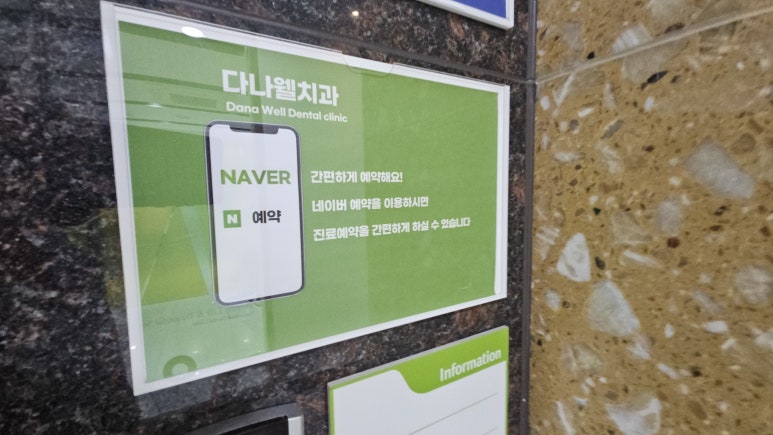 다나웰치과
Dana Well Dental clinic
NAVER
N 예약
간편하게 예약해요!
네이버 예약을 이용하시면
진료예약을 간편하게 하실 수 있습니다
Information